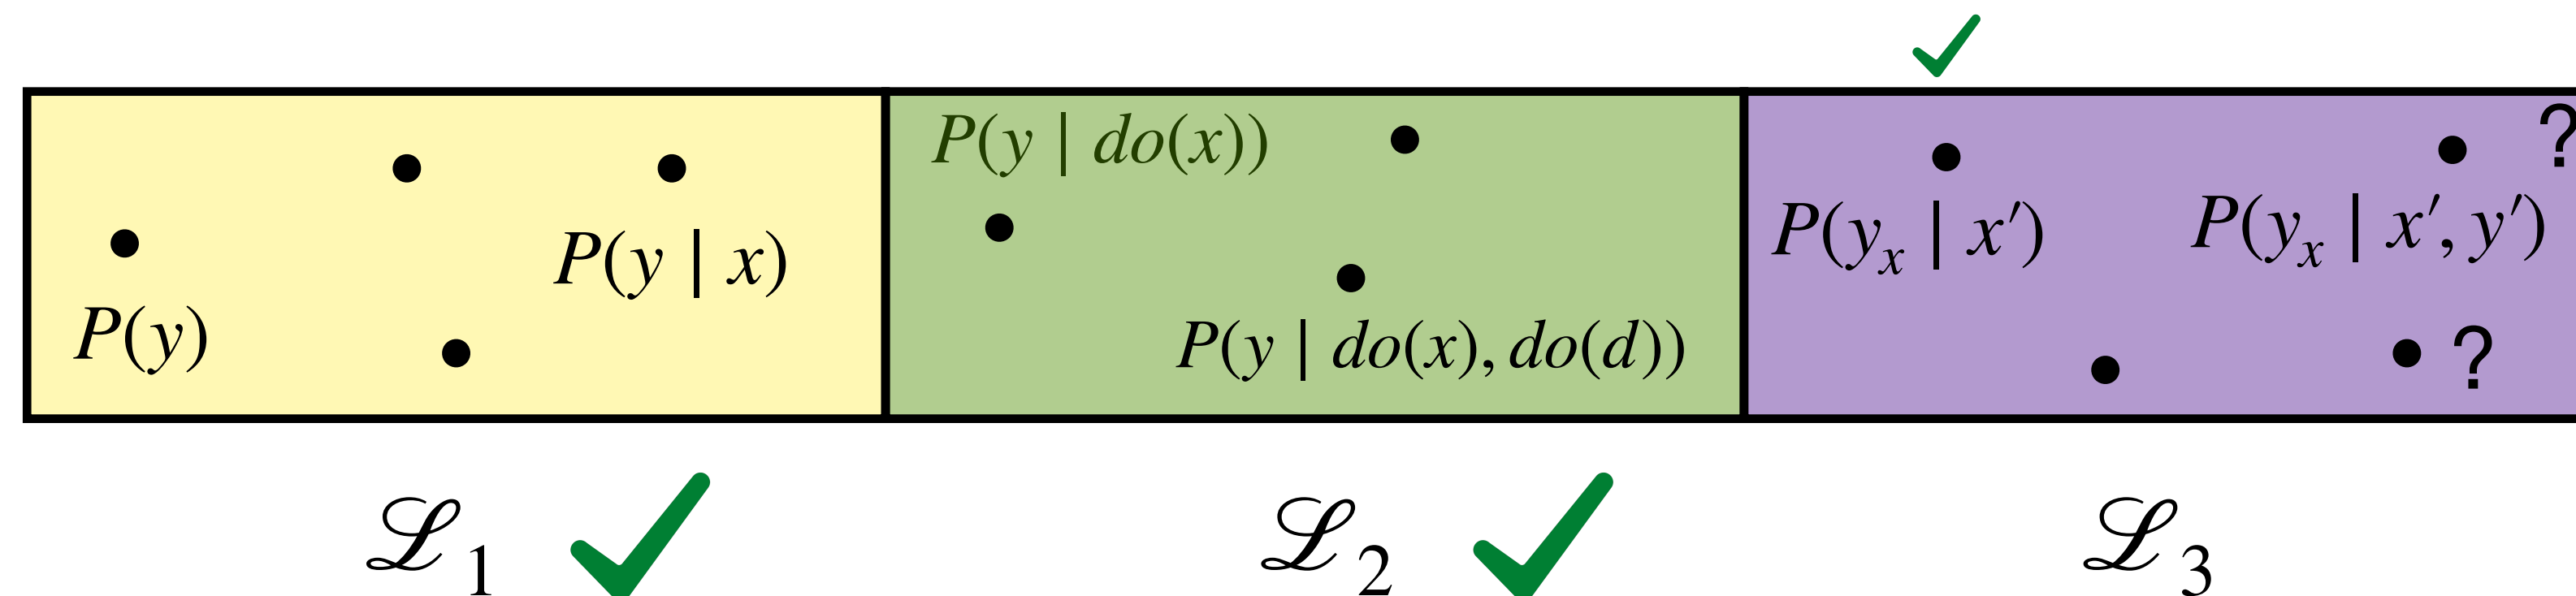 P(y)
P(y | x)
P(y | do(x))
P(y | do(x), do(d))
P(y_x | x′)
P(y_x | x′, y′)
?
?
ℒ₁
ℒ₂
ℒ₃